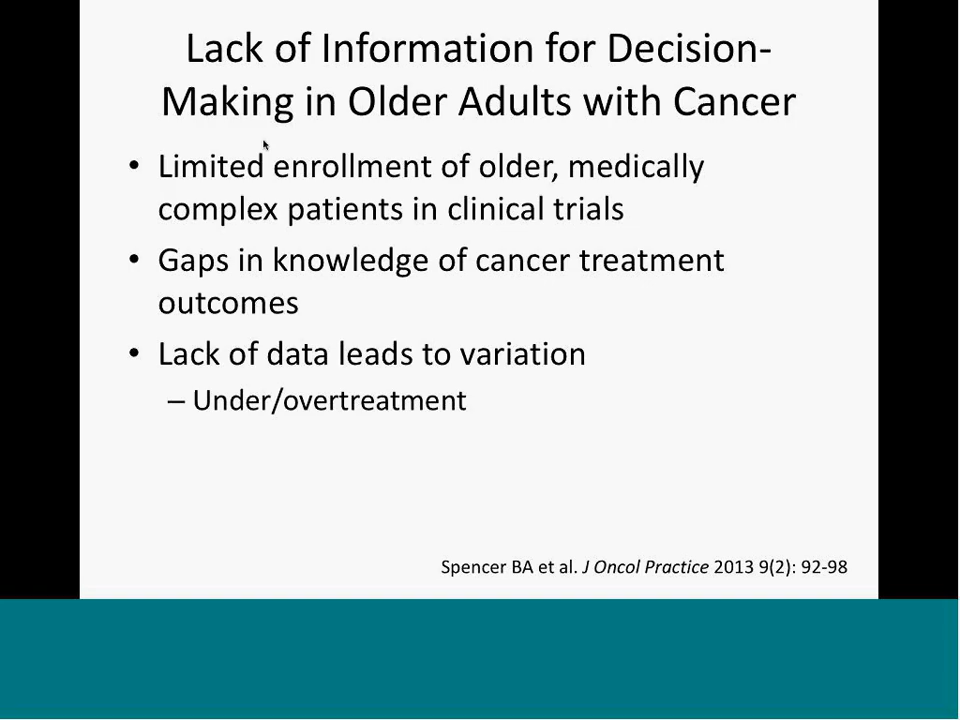 Lack of Information for Decision-
Making in Older Adults with Cancer
• Limited enrollment of older, medically
complex patients in clinical trials
• Gaps in knowledge of cancer treatment
outcomes
• Lack of data leads to variation
– Under/overtreatment
Spencer BA et al. J Oncol Practice 2013 9(2): 92-98